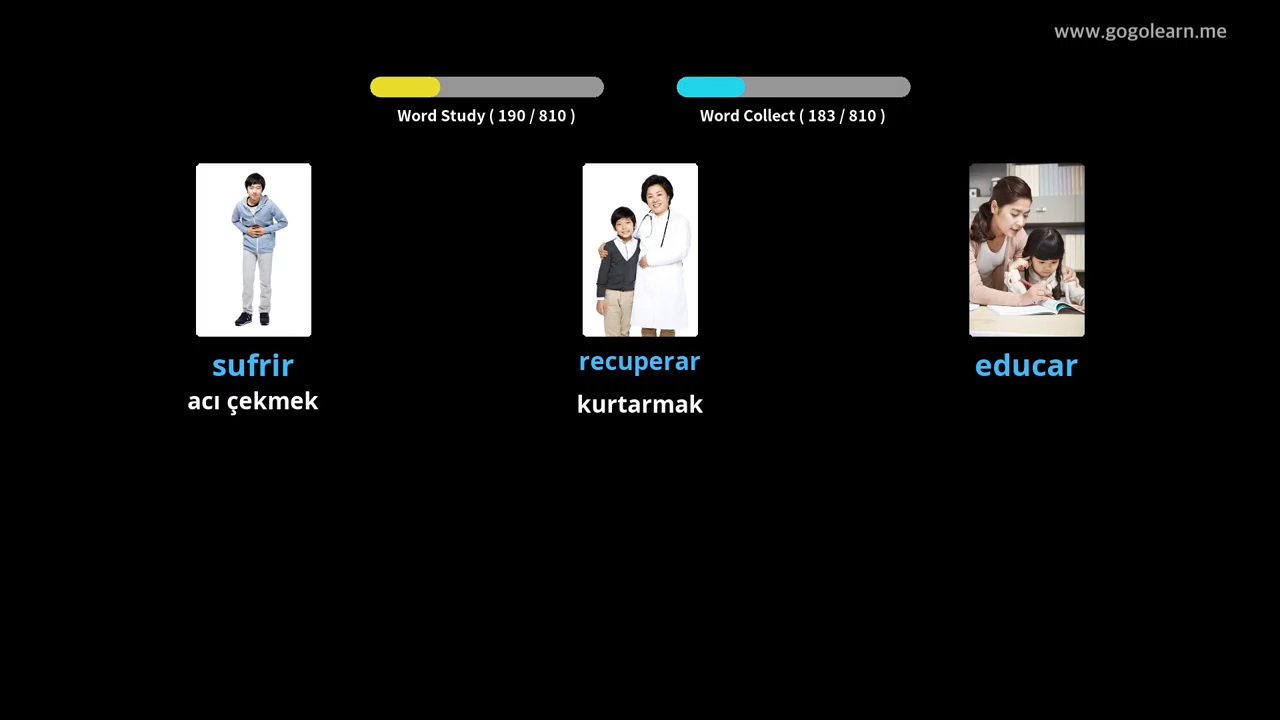 www.gogolearn.me
Word Study ( 190 / 810 )
Word Collect ( 183 / 810 )
sufrir
acı çekmek
recuperar
kurtarmak
educar